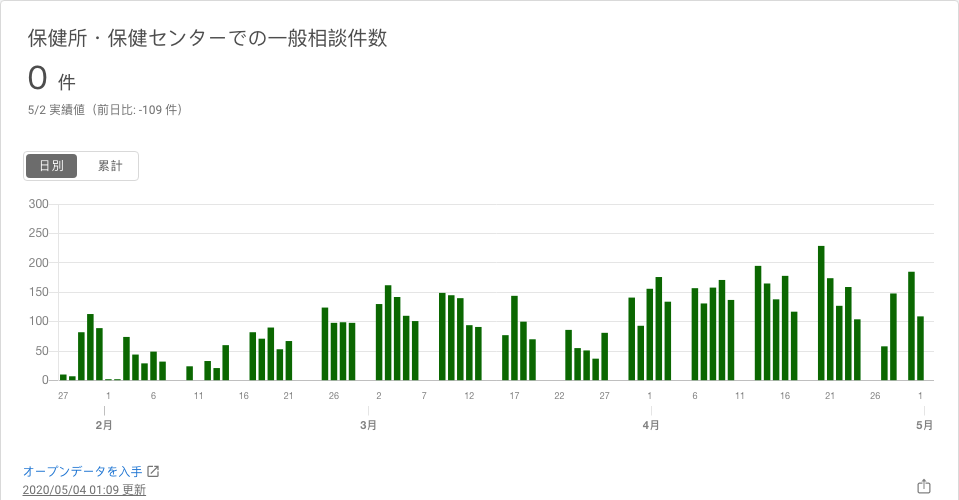 保健所・保健センターでの一般相談件数
0 件
5/2 実績値（前日比: -109 件）
日別 累計
300
250
200
150
100
50
0
27 1 6 11 16 21 26 2 7 12 17 22 27 1 6 11 16 21 26 1
2月 3月 4月 5月
オープンデータを入手
2020/05/04 01:09 更新